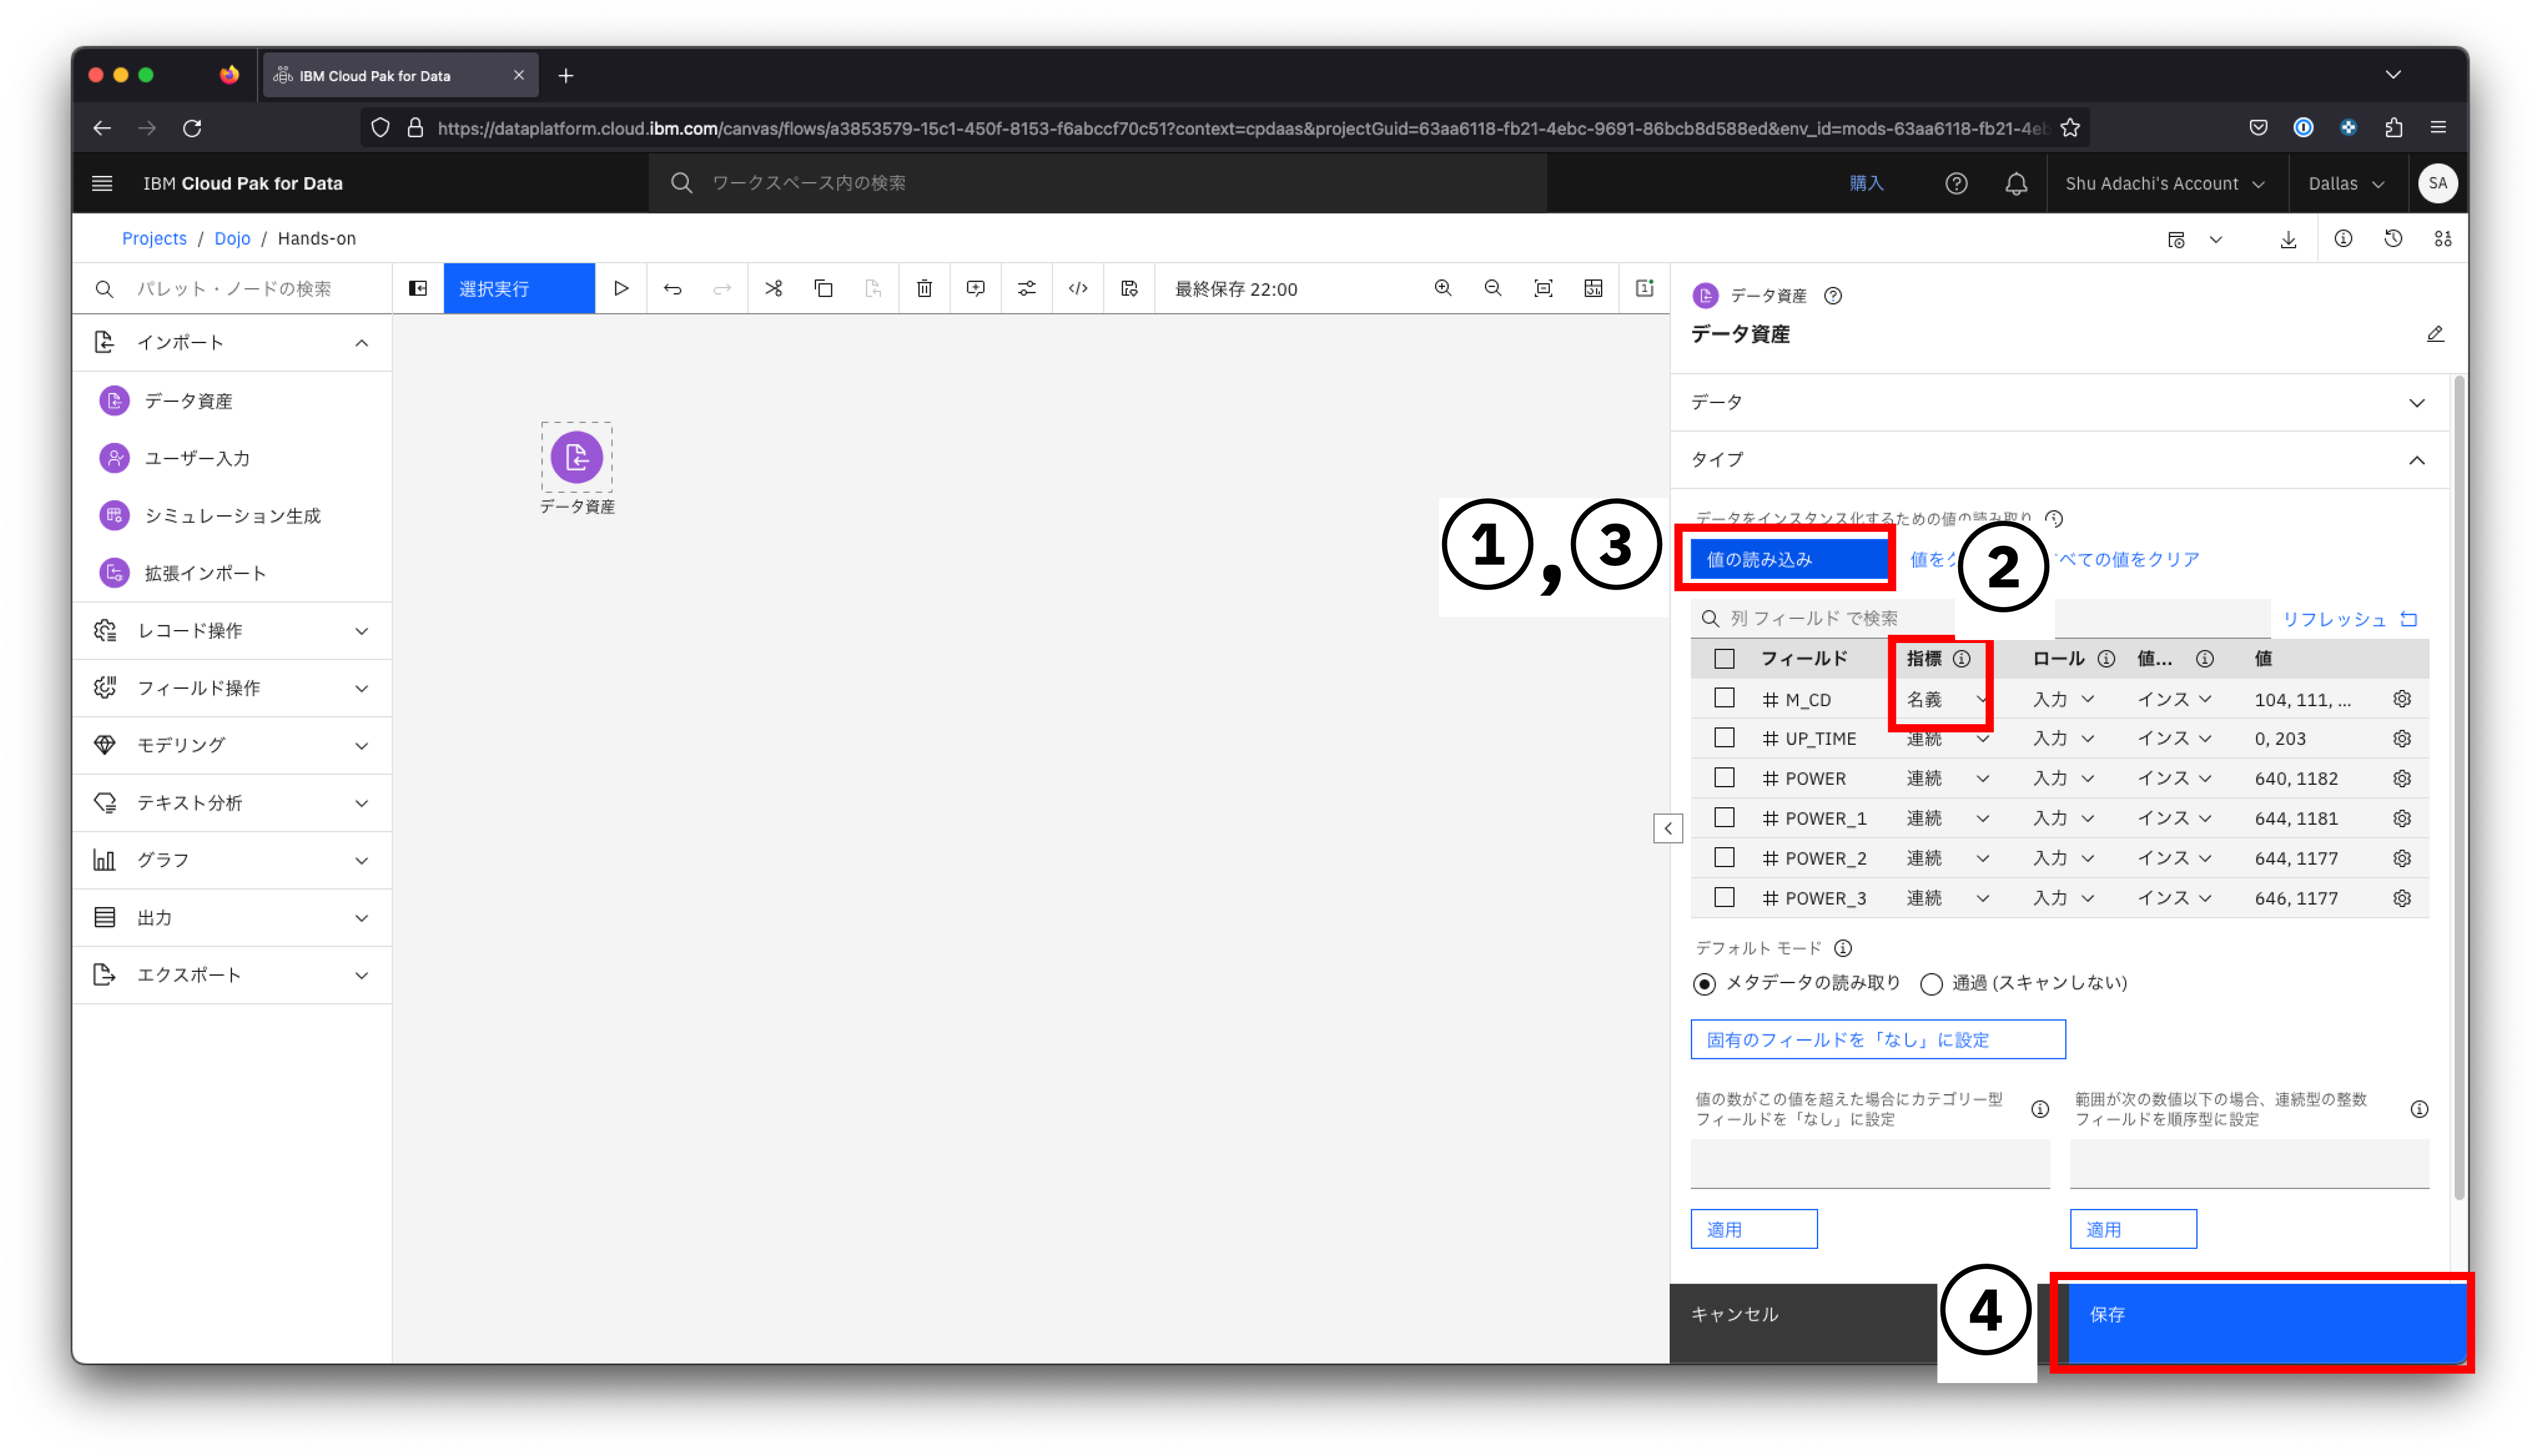 IBM Cloud Pak for Data
https://dataplatform.cloud.ibm.com/canvas/flows/a3853579-15c1-450f-8153-f6abccf70c51?context=cpdaas&projectGuid=63aa6118-fb21-4ebc-9691-86bcb8d588ed&env_id=mods-63aa6118-fb21-4eb
IBM Cloud Pak for Data
ワークスペース内の検索
購入
Shu Adachi's Account
Dallas
SA
Projects / Dojo / Hands-on
パレット・ノードの検索
選択実行
最終保存 22:00
インポート
データ資産
ユーザー入力
シミュレーション生成
拡張インポート
レコード操作
フィールド操作
モデリング
テキスト分析
グラフ
出力
エクスポート
データ資産
データ資産
データ資産
データ
タイプ
データをインスタンス化するための値の読み取り
①,③
値の読み込み
値をク
②
べての値をクリア
列 フィールド で検索
リフレッシュ
フィールド 指標 ロール 値... 値
# M_CD 名義 入力 インス 104, 111, ...
# UP_TIME 連続 入力 インス 0, 203
# POWER 連続 入力 インス 640, 1182
# POWER_1 連続 入力 インス 644, 1181
# POWER_2 連続 入力 インス 644, 1177
# POWER_3 連続 入力 インス 646, 1177
デフォルト モード
メタデータの読み取り 通過 (スキャンしない)
固有のフィールドを「なし」に設定
値の数がこの値を超えた場合にカテゴリー型
フィールドを「なし」に設定
範囲が次の数値以下の場合、連続型の整数
フィールドを順序型に設定
適用
適用
キャンセル
④
保存